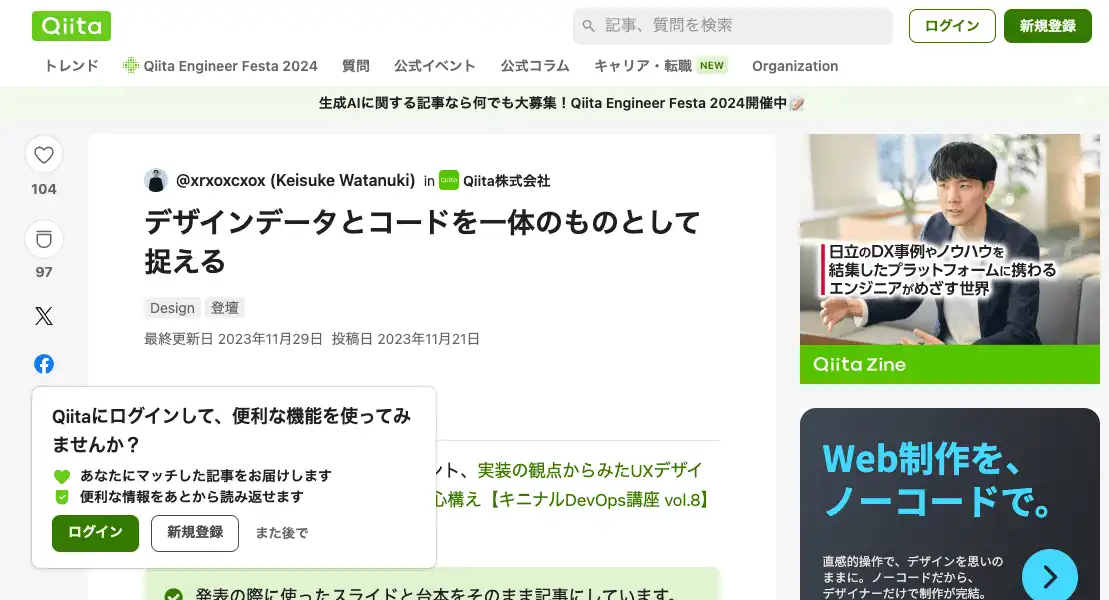 Qiita
記事、質問を検索
ログイン
新規登録
トレンド
Qiita Engineer Festa 2024
質問
公式イベント
公式コラム
キャリア・転職 NEW
Organization
生成AIに関する記事なら何でも大募集！Qiita Engineer Festa 2024開催中
104
97
@xrxoxcxox (Keisuke Watanuki) in Qiita Qiita株式会社
デザインデータとコードを一体のものとして
捉える
Design 登壇
最終更新日 2023年11月29日 投稿日 2023年11月21日
ント、実装の観点からみたUXデザイ
心構え【キニナルDevOps講座 vol.8】
発表の際に使ったスライドと台本をそのまま記事にしています。
Qiitaにログインして、便利な機能を使ってみ
ませんか？
あなたにマッチした記事をお届けします
便利な情報をあとから読み返せます
ログイン
新規登録
また後で
日立のDX事例やノウハウを
結集したプラットフォームに携わる
エンジニアがめざす世界
Qiita Zine
Web制作を、
ノーコードで。
直感的操作で、デザインを思いの
ままに。ノーコードだから、
デザイナーだけで制作が完結。